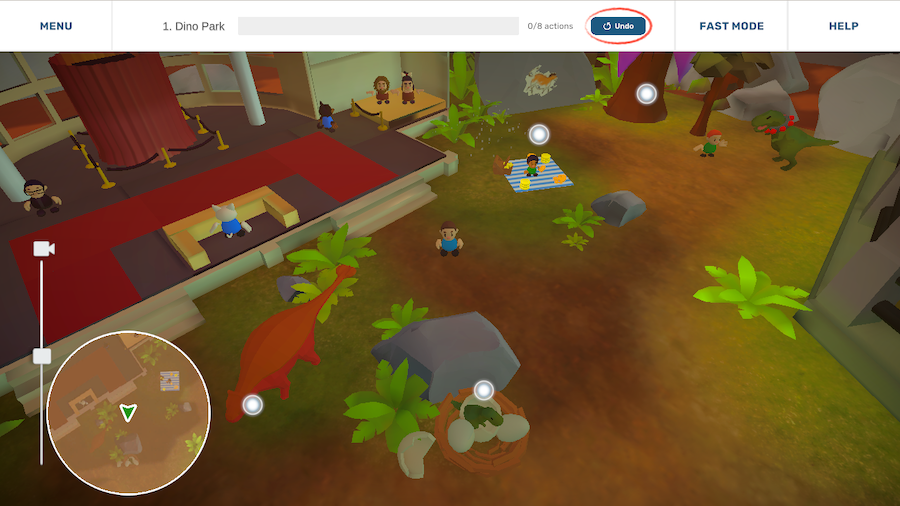 MENU
1. Dino Park
0/8 actions
Undo
FAST MODE
HELP